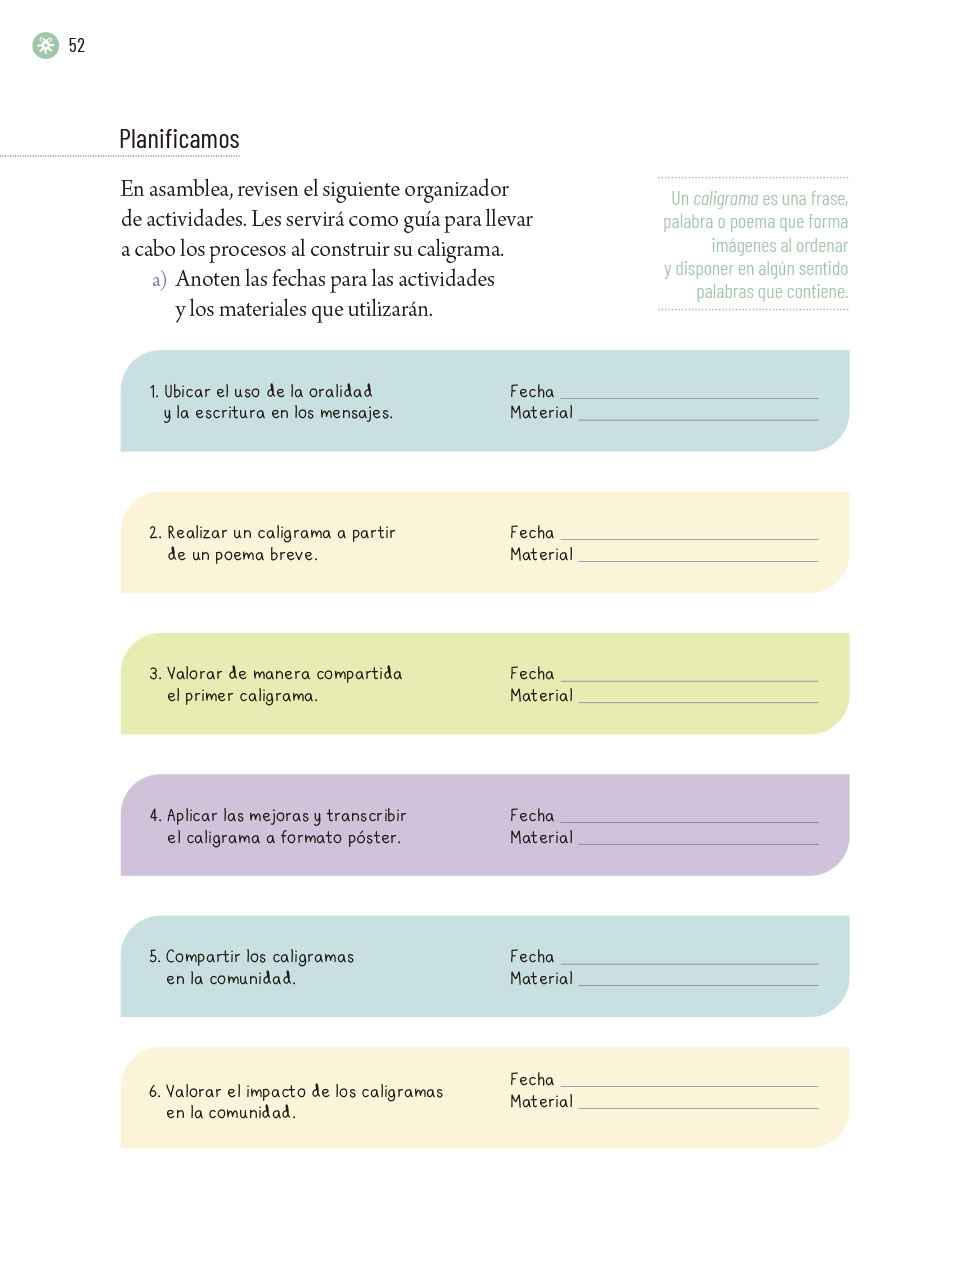 52
Planificamos
En asamblea, revisen el siguiente organizador
de actividades. Les servirá como guía para llevar
a cabo los procesos al construir su caligrama.
a) Anoten las fechas para las actividades
y los materiales que utilizarán.
Un caligrama es una frase,
palabra o poema que forma
imágenes al ordenar
y disponer en algún sentido
palabras que contiene.
1. Ubicar el uso de la oralidad
y la escritura en los mensajes.
Fecha
Material
2. Realizar un caligrama a partir
de un poema breve.
Fecha
Material
3. Valorar de manera compartida
el primer caligrama.
Fecha
Material
4. Aplicar las mejoras y transcribir
el caligrama a formato póster.
Fecha
Material
5. Compartir los caligramas
en la comunidad.
Fecha
Material
6. Valorar el impacto de los caligramas
en la comunidad.
Fecha
Material